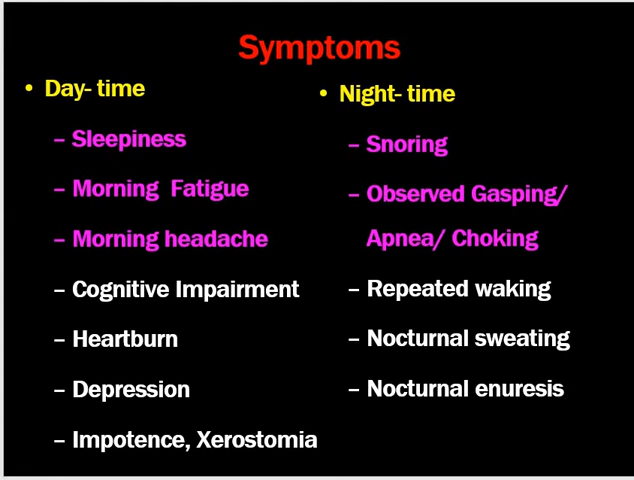 Symptoms
• Day- time
– Sleepiness
– Morning Fatigue
– Morning headache
– Cognitive Impairment
– Heartburn
– Depression
– Impotence, Xerostomia
• Night- time
– Snoring
– Observed Gasping/
Apnea/ Choking
– Repeated waking
– Nocturnal sweating
– Nocturnal enuresis